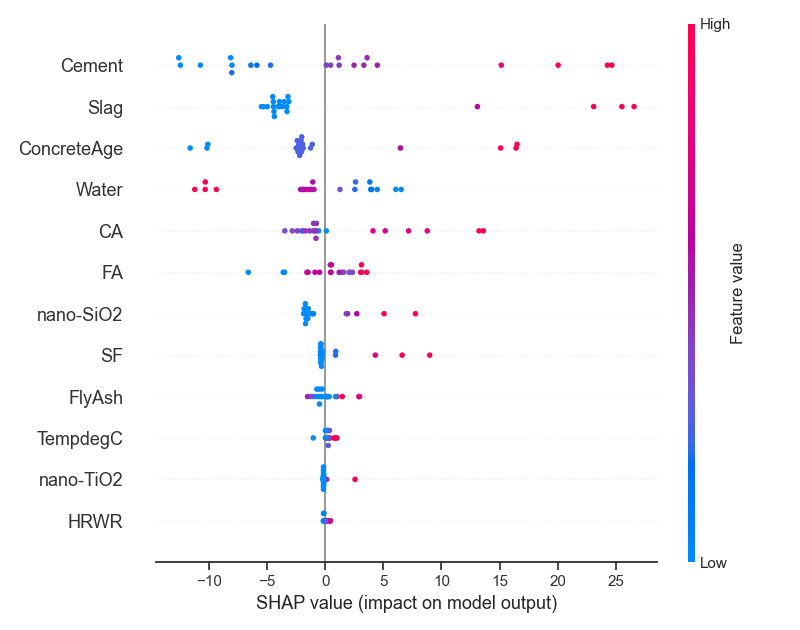 High
Cement
Slag
ConcreteAge
Water
CA
FA
nano-SiO2
SF
FlyAsh
TempdegC
nano-TiO2
HRWR
Feature value
Low
−10 −5 0 5 10 15 20 25
SHAP value (impact on model output)